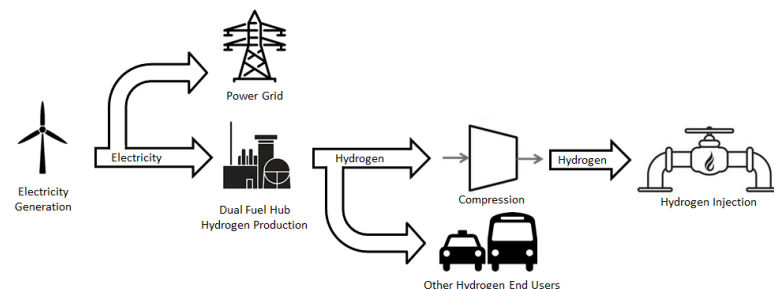 Power Grid
Electricity
Hydrogen
Hydrogen
Electricity
Generation
Dual Fuel Hub
Hydrogen Production
Compression
Hydrogen Injection
Other Hydrogen End Users